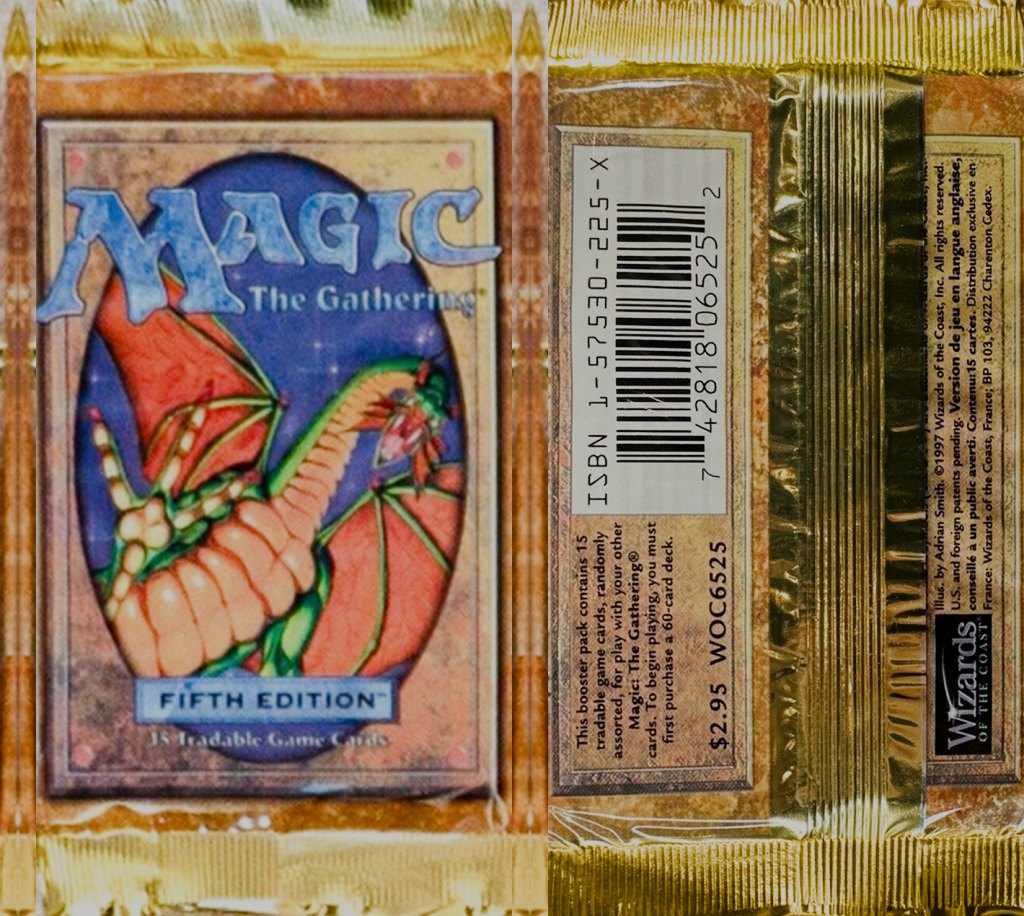 MAGIC
The Gathering
FIFTH EDITION™
15 Tradable Game Cards
ISBN 1-57530-225-X
7 42818 06525 2
This booster pack contains 15
tradable game cards, randomly
assorted, for play with your other
Magic: The Gathering®
cards. To begin playing, you must
first purchase a 60-card deck.
$2.95 WOC6525
Illus. by Adrian Smith. ©1997 Wizards of the Coast, Inc. All rights reserved.
U.S. and foreign patents pending. Version de jeu en langue anglaise,
conseillé à un public averti. Contenu:15 cartes. Distribution exclusive en
France: Wizards of the Coast, France; BP 103, 94222 Charenton Cedex.
Wizards
OF THE COAST